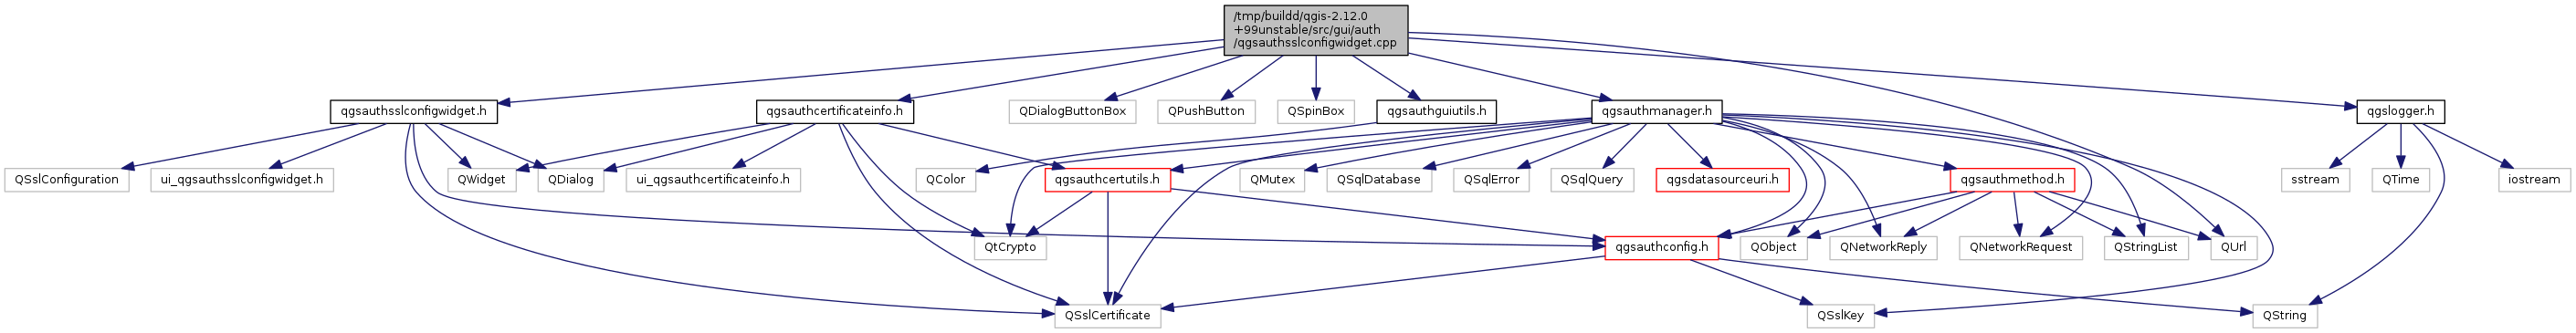 /tmp/buildd/qgis-2.12.0
+99unstable/src/gui/auth
/qgsauthsslconfigwidget.cpp
qgsauthsslconfigwidget.h
qgsauthcertificateinfo.h
QDialogButtonBox
QPushButton
QSpinBox
qgsauthguiutils.h
qgsauthmanager.h
qgslogger.h
QSslConfiguration
ui_qgsauthsslconfigwidget.h
QWidget
QDialog
ui_qgsauthcertificateinfo.h
QColor
qgsauthcertutils.h
QMutex
QSqlDatabase
QSqlError
QSqlQuery
qgsdatasourceuri.h
qgsauthmethod.h
sstream
QTime
iostream
QtCrypto
qgsauthconfig.h
QObject
QNetworkReply
QNetworkRequest
QStringList
QUrl
QSslCertificate
QSslKey
QString